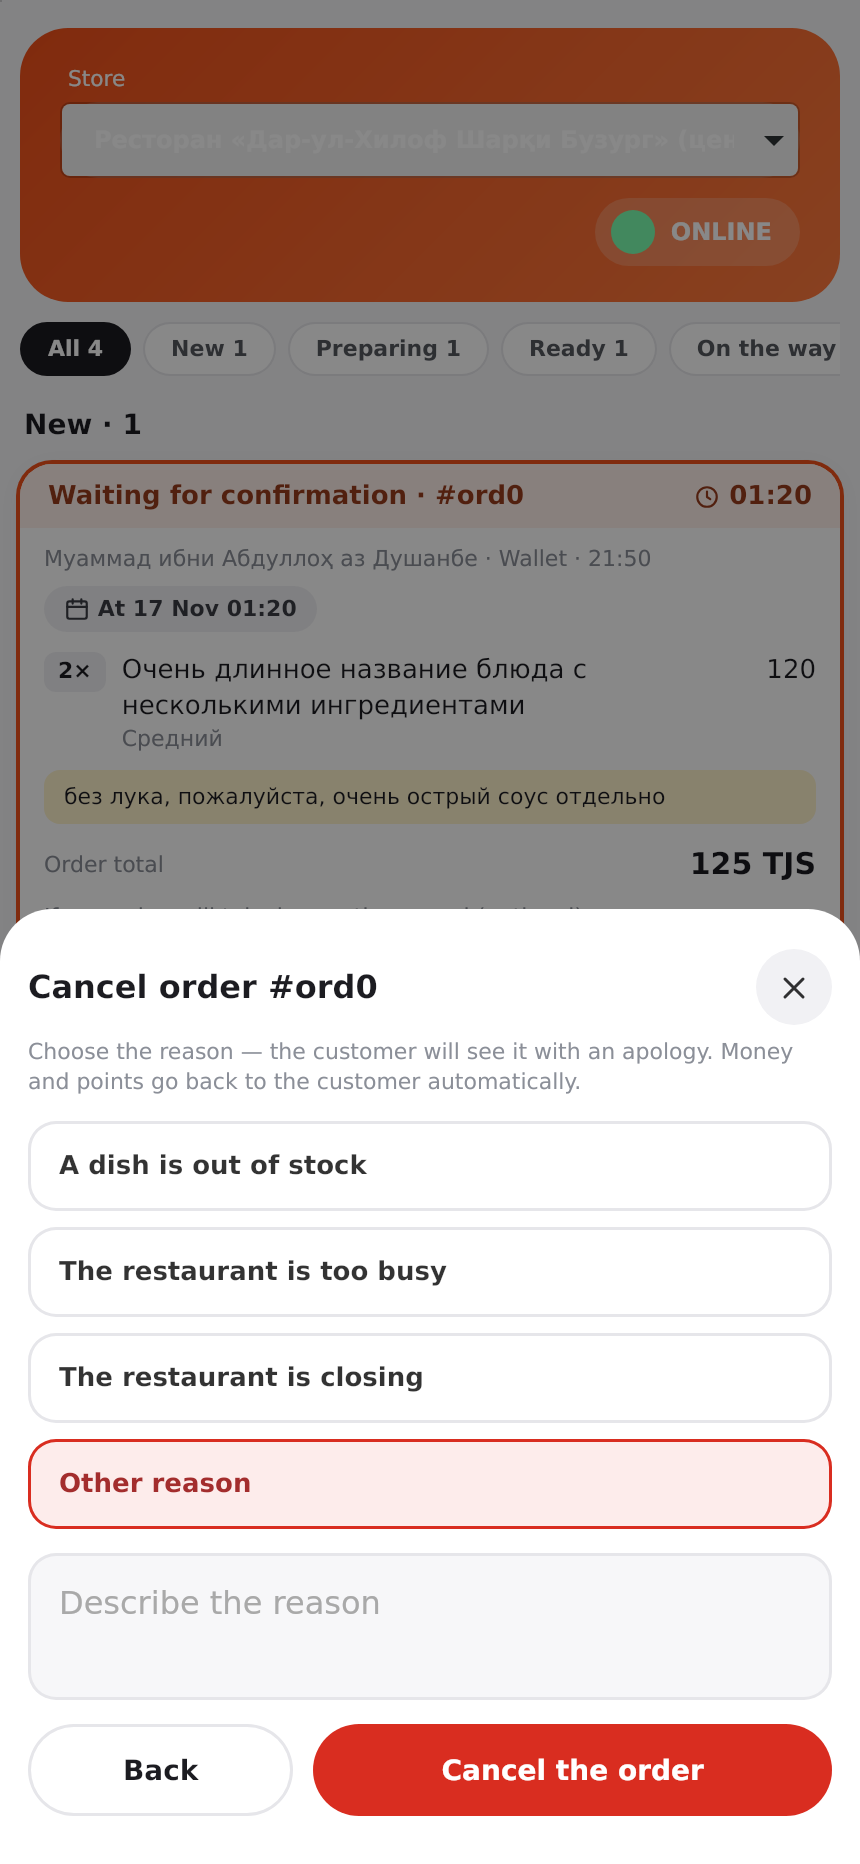 Store
Ресторан «Дар-ул-Хилоф Шарқи Бузург» (цен
ONLINE
All 4
New 1
Preparing 1
Ready 1
On the way
New · 1
Waiting for confirmation · #ord0
01:20
Муаммад ибни Абдуллоҳ аз Душанбе · Wallet · 21:50
At 17 Nov 01:20
2× Очень длинное название блюда с 120
несколькими ингредиентами
Средний
без лука, пожалуйста, очень острый соус отдельно
Order total 125 TJS
Cancel order #ord0
Choose the reason — the customer will see it with an apology. Money
and points go back to the customer automatically.
A dish is out of stock
The restaurant is too busy
The restaurant is closing
Other reason
Describe the reason
Back
Cancel the order